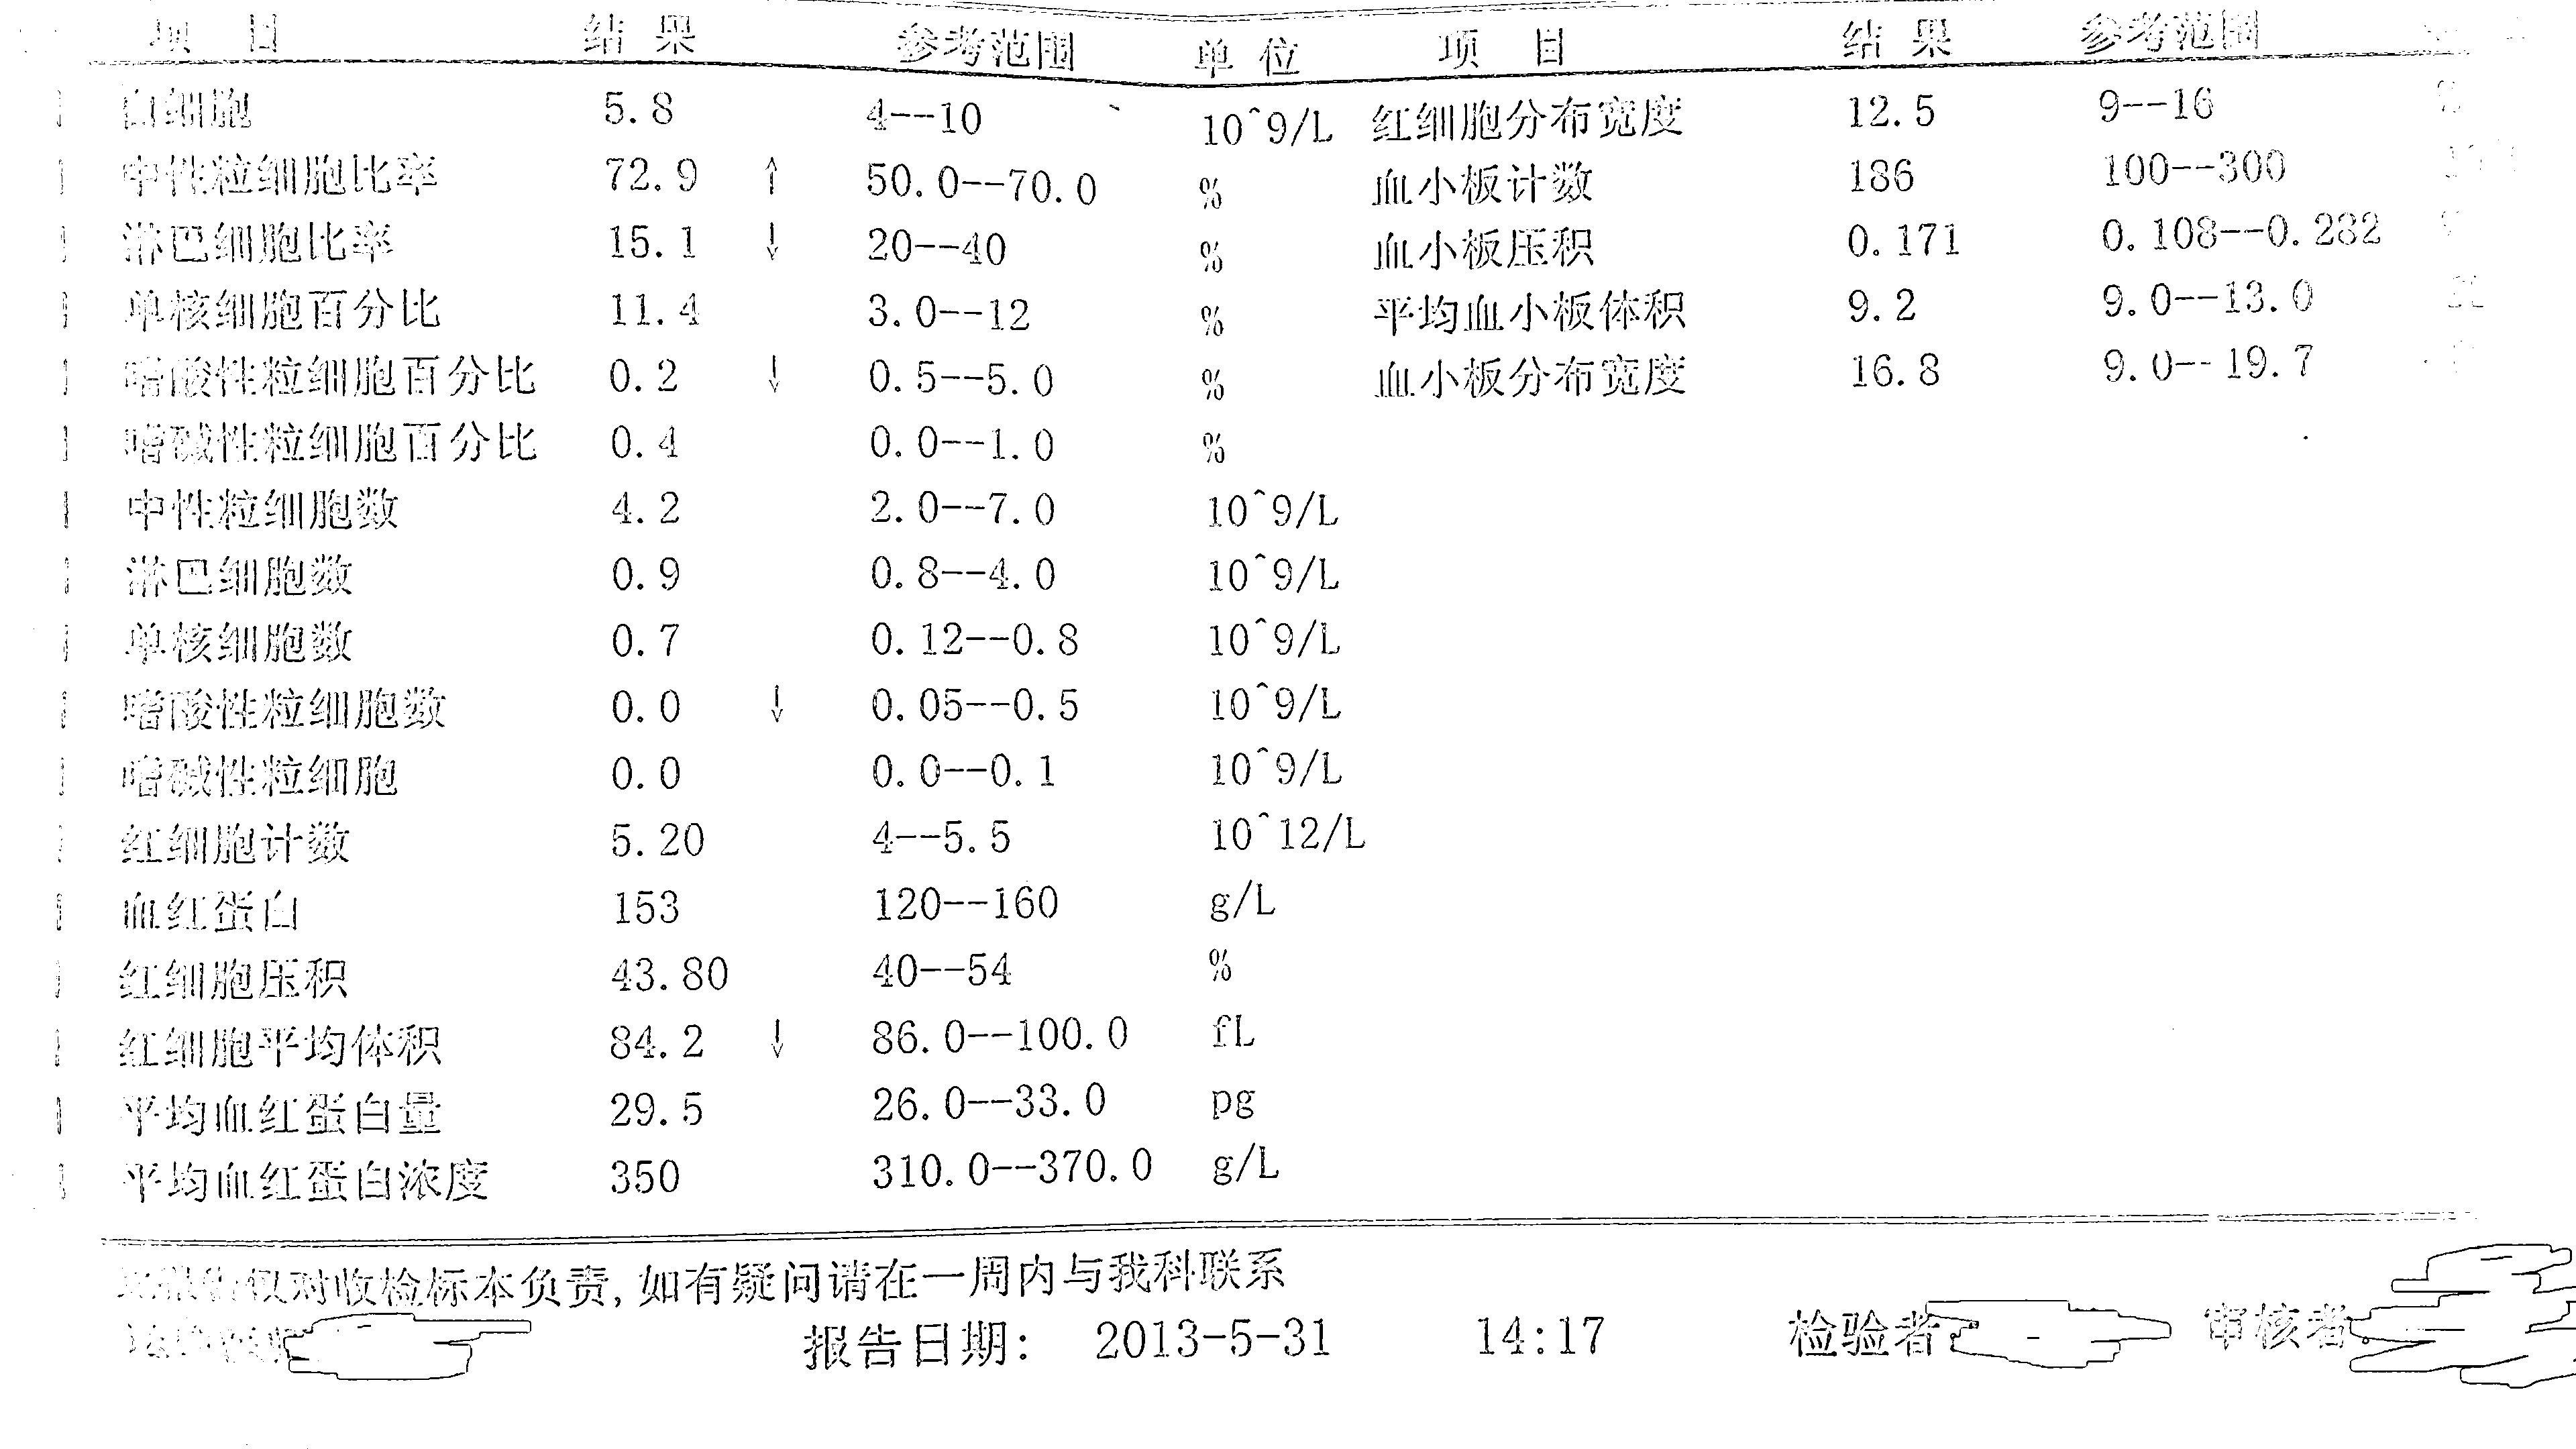 项 目 结 果 参考范围 单 位 项 目 结 果 参考范围
白细胞 5.8 4--10 10^9/L 红细胞分布宽度 12.5 9--16
中性粒细胞比率 72.9 ↑ 50.0--70.0 % 血小板计数 186 100--300
淋巴细胞比率 15.1 ↓ 20--40 % 血小板压积 0.171 0.108--0.282
单核细胞百分比 11.4 3.0--12 % 平均血小板体积 9.2 9.0--13.0
嗜酸性粒细胞百分比 0.2 ↓ 0.5--5.0 % 血小板分布宽度 16.8 9.0--19.7
嗜碱性粒细胞百分比 0.4 0.0--1.0 %
中性粒细胞数 4.2 2.0--7.0 10^9/L
淋巴细胞数 0.9 0.8--4.0 10^9/L
单核细胞数 0.7 0.12--0.8 10^9/L
嗜酸性粒细胞数 0.0 ↓ 0.05--0.5 10^9/L
嗜碱性粒细胞 0.0 0.0--0.1 10^9/L
红细胞计数 5.20 4--5.5 10^12/L
血红蛋白 153 120--160 g/L
红细胞压积 43.80 40--54 %
红细胞平均体积 84.2 ↓ 86.0--100.0 fL
平均血红蛋白量 29.5 26.0--33.0 pg
平均血红蛋白浓度 350 310.0--370.0 g/L
仅对收检标本负责,如有疑问请在一周内与我科联系
报告日期: 2013-5-31 14:17 检验者 审核者